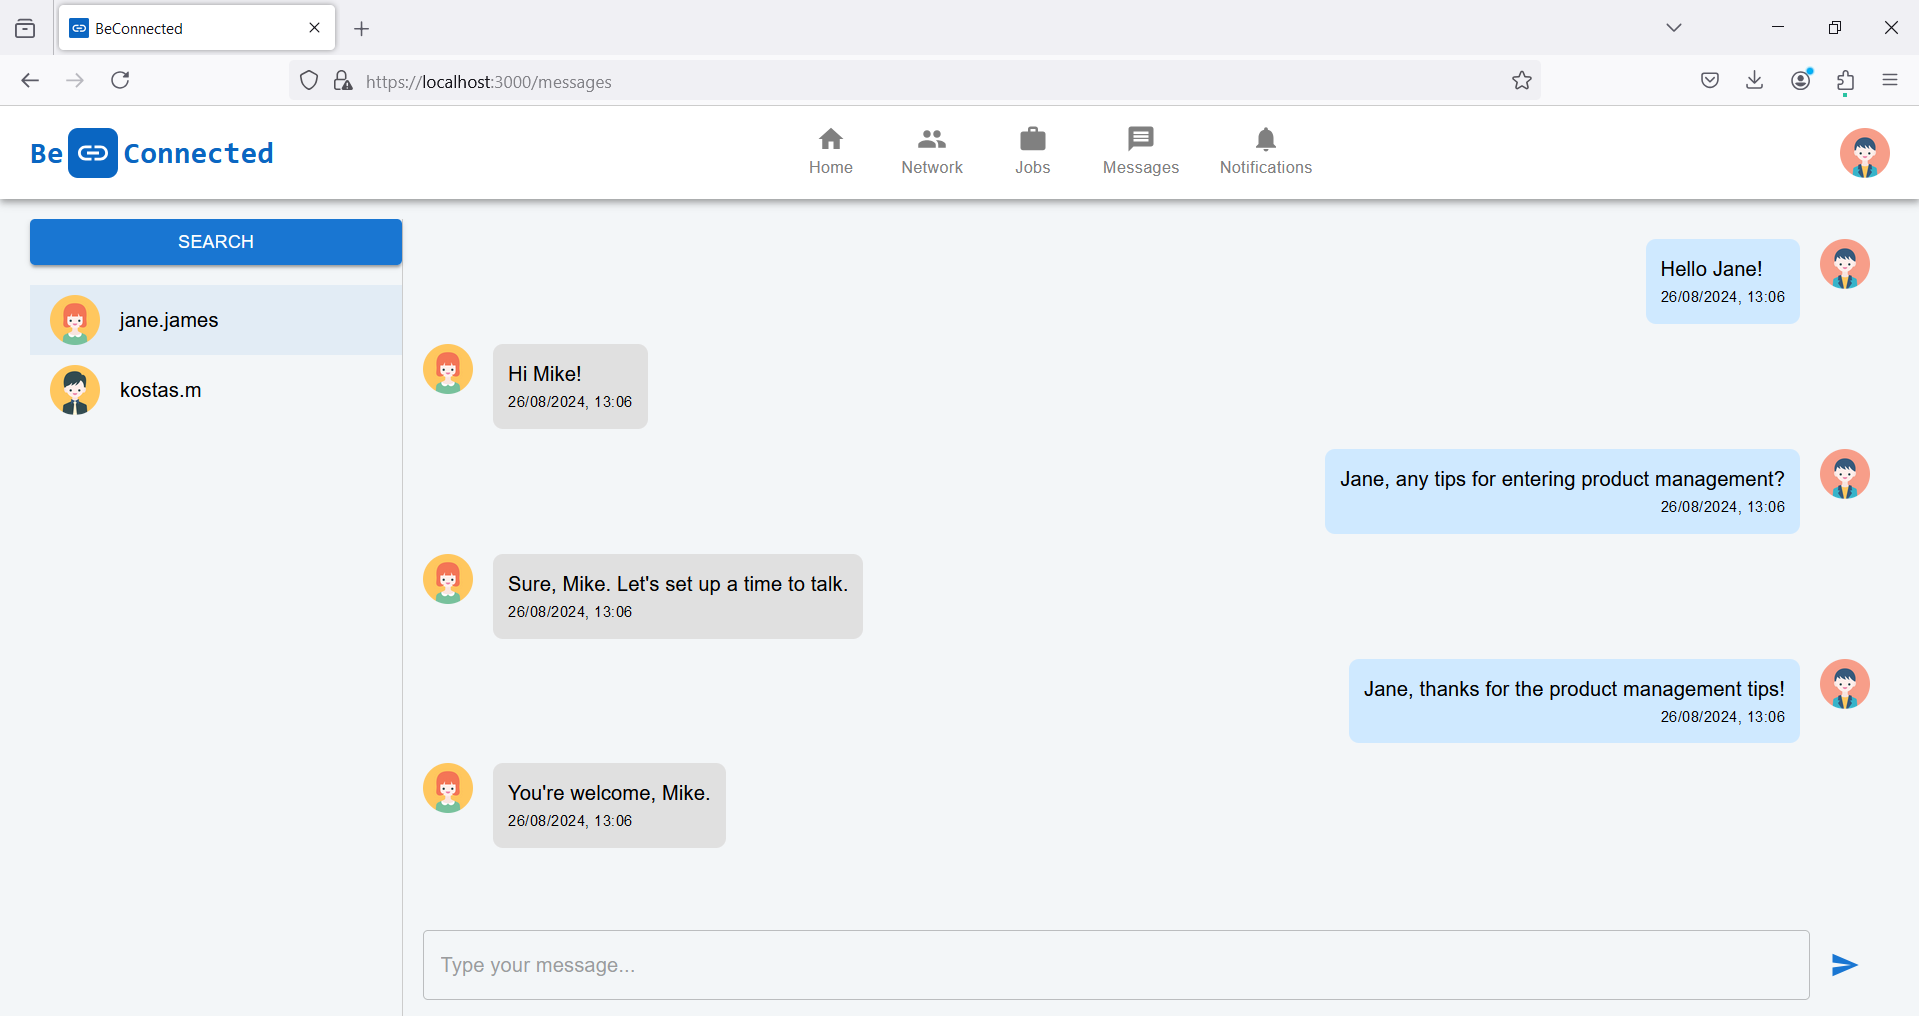 BeConnected
https://localhost:3000/messages
Be Connected
Home
Network
Jobs
Messages
Notifications
SEARCH
jane.james
kostas.m
Hello Jane!
26/08/2024, 13:06
Hi Mike!
26/08/2024, 13:06
Jane, any tips for entering product management?
26/08/2024, 13:06
Sure, Mike. Let's set up a time to talk.
26/08/2024, 13:06
Jane, thanks for the product management tips!
26/08/2024, 13:06
You're welcome, Mike.
26/08/2024, 13:06
Type your message...